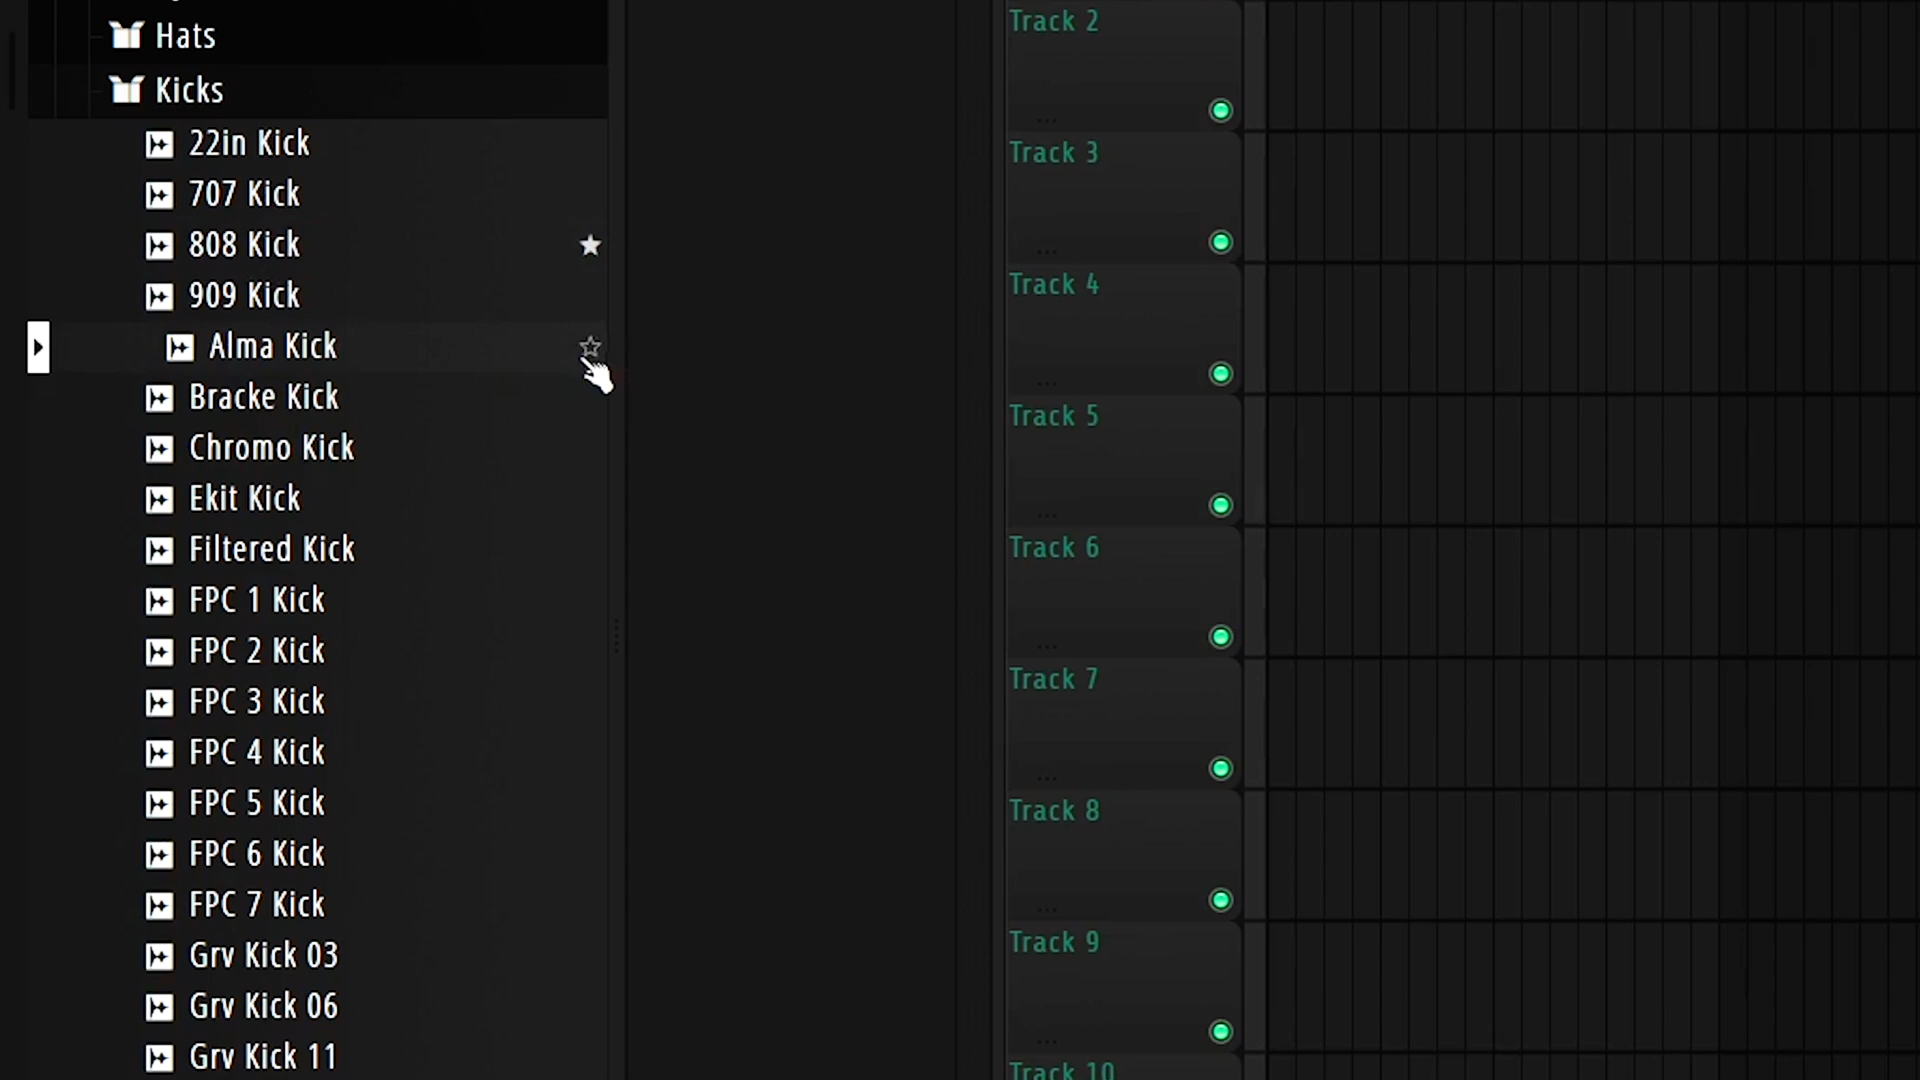 Hats
Kicks
22in Kick
707 Kick
808 Kick
909 Kick
Alma Kick
Bracke Kick
Chromo Kick
Ekit Kick
Filtered Kick
FPC 1 Kick
FPC 2 Kick
FPC 3 Kick
FPC 4 Kick
FPC 5 Kick
FPC 6 Kick
FPC 7 Kick
Grv Kick 03
Grv Kick 06
Grv Kick 11
Track 2
...
Track 3
...
Track 4
...
Track 5
...
Track 6
...
Track 7
...
Track 8
...
Track 9
...
Track 10